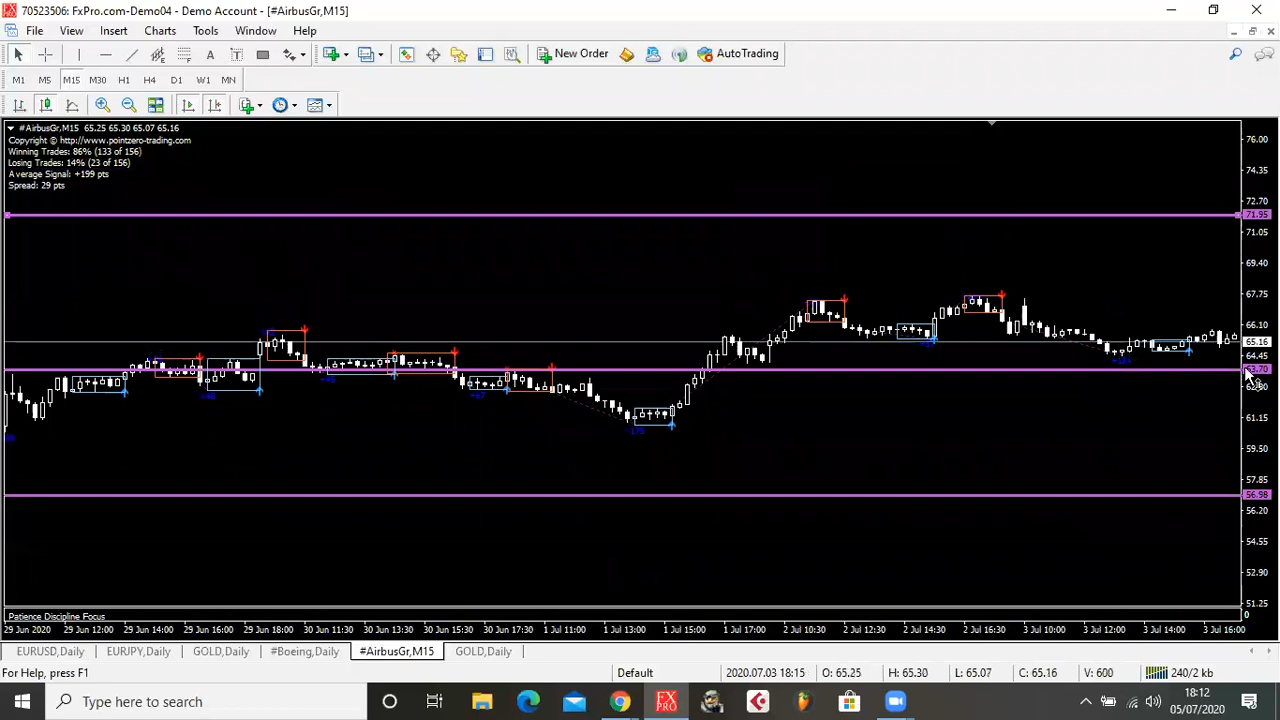 70523506: FxPro.com-Demo04 - Demo Account - [#AirbusGr,M15]
File View Insert Charts Tools Window Help
New Order AutoTrading
M1 M5 M15 M30 H1 H4 D1 W1 MN
#AirbusGr,M15 65.25 65.30 65.07 65.16
Copyright © http://www.pointzero-trading.com
Winning Trades: 86% (133 of 156)
Losing Trades: 14% (23 of 156)
Average Signal: +199 pts
Spread: 29 pts
76.00
74.35
72.70
71.95
71.05
69.40
67.75
66.10
65.16
64.45
61.15
59.50
57.85
56.98
56.20
54.55
52.90
51.25
0
Patience Discipline Focus
29 Jun 2020 29 Jun 12:00 29 Jun 14:00 29 Jun 16:00 29 Jun 18:00 30 Jun 11:30 30 Jun 13:30 30 Jun 15:30 30 Jun 17:30 1 Jul 11:00 1 Jul 13:00 1 Jul 15:00 1 Jul 17:00 2 Jul 10:30 2 Jul 12:30 2 Jul 14:30 2 Jul 16:30 3 Jul 10:00 3 Jul 12:00 3 Jul 14:00 3 Jul 16:00
EURUSD,Daily EURJPY,Daily GOLD,Daily #Boeing,Daily #AirbusGr,M15 GOLD,Daily
For Help, press F1 Default 2020.07.03 18:15 O: 65.25 H: 65.30 L: 65.07 C: 65.16 V: 600 240/2 kb
Type here to search
FX PRO
18:12
05/07/2020